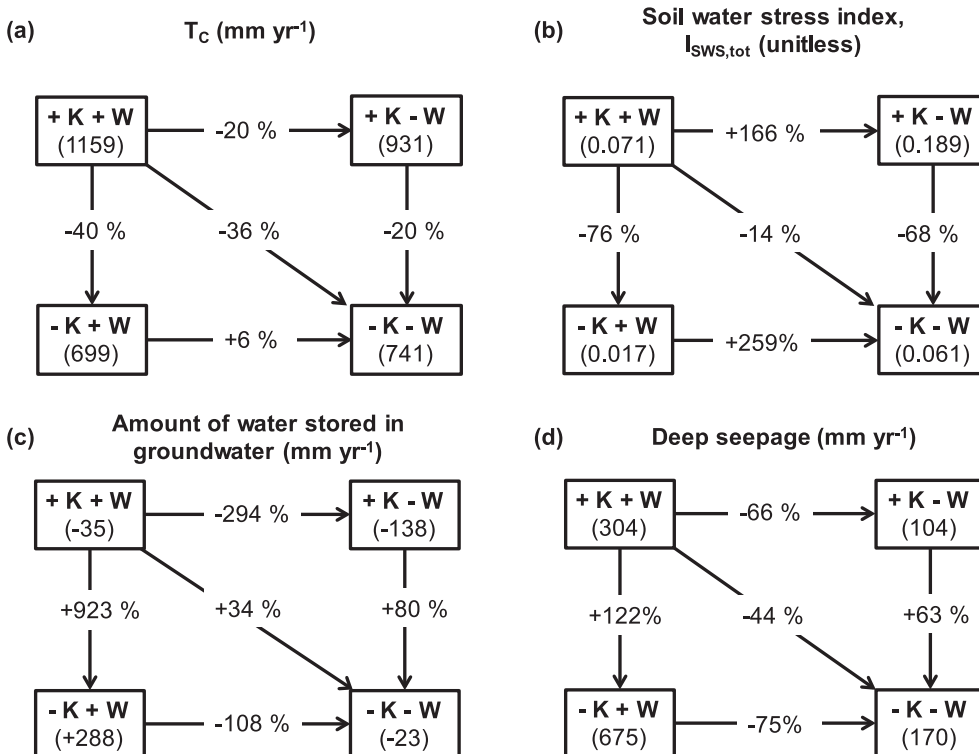 (a)
T_C (mm yr⁻¹)
+ K + W
(1159)
-20 %
+ K - W
(931)
-40 %
-36 %
-20 %
- K + W
(699)
+6 %
- K - W
(741)
(b)
Soil water stress index,
I_SWS,tot (unitless)
+ K + W
(0.071)
+166 %
+ K - W
(0.189)
-76 %
-14 %
-68 %
- K + W
(0.017)
+259%
- K - W
(0.061)
(c)
Amount of water stored in
groundwater (mm yr⁻¹)
+ K + W
(-35)
-294 %
+ K - W
(-138)
+923 %
+34 %
+80 %
- K + W
(+288)
-108 %
- K - W
(-23)
(d)
Deep seepage (mm yr⁻¹)
+ K + W
(304)
-66 %
+ K - W
(104)
+122%
-44 %
+63 %
- K + W
(675)
-75%
- K - W
(170)